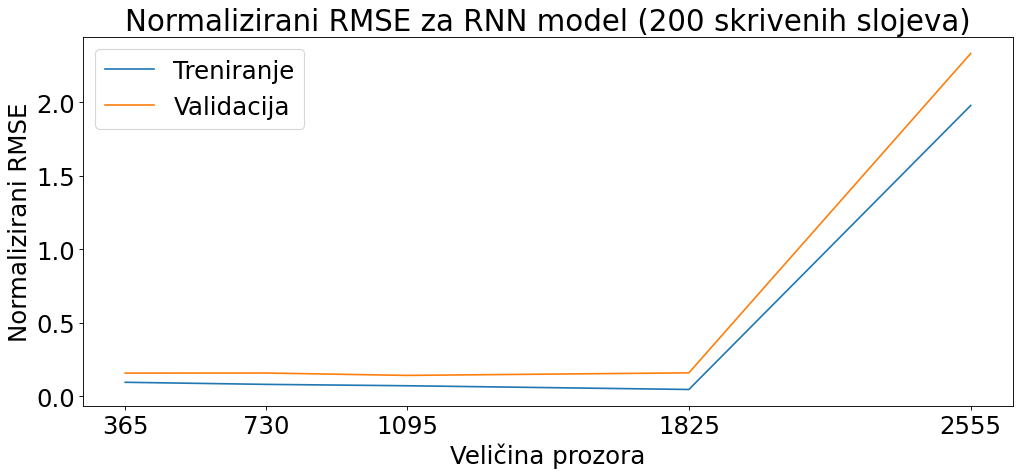 Normalizirani RMSE za RNN model (200 skrivenih slojeva)
Treniranje
Validacija
Normalizirani RMSE
2.0
1.5
1.0
0.5
0.0
365 730 1095 1825 2555
Veličina prozora